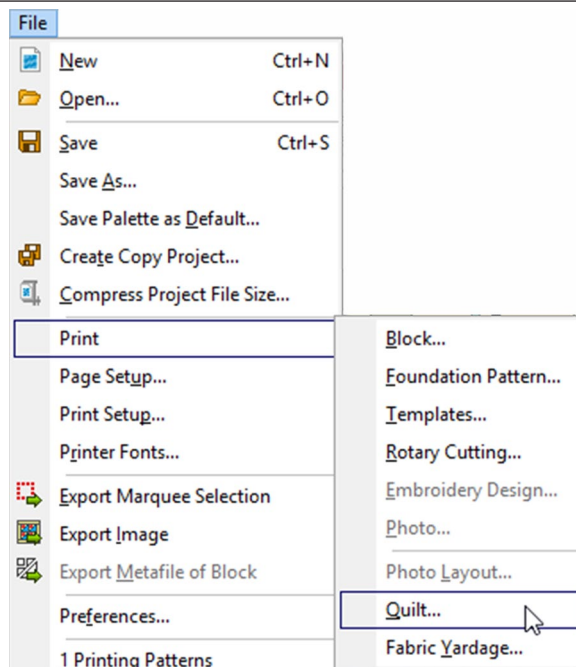 File
New Ctrl+N
Open... Ctrl+O
Save Ctrl+S
Save As...
Save Palette as Default...
Create Copy Project...
Compress Project File Size...
Print
Page Setup...
Print Setup...
Printer Fonts...
Export Marquee Selection
Export Image
Export Metafile of Block
Preferences...
1 Printing Patterns
Block...
Foundation Pattern...
Templates...
Rotary Cutting...
Embroidery Design...
Photo...
Photo Layout...
Quilt...
Fabric Yardage...